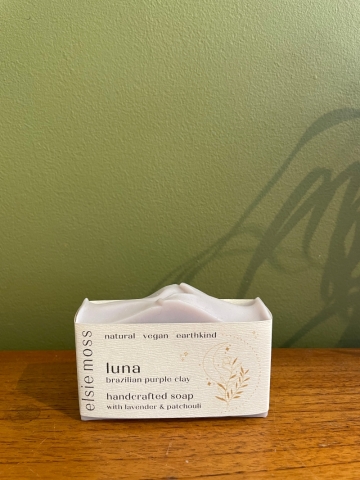 elsie moss
natural vegan earthkind
luna
brazilian purple clay
handcrafted soap
with lavender & patchouli